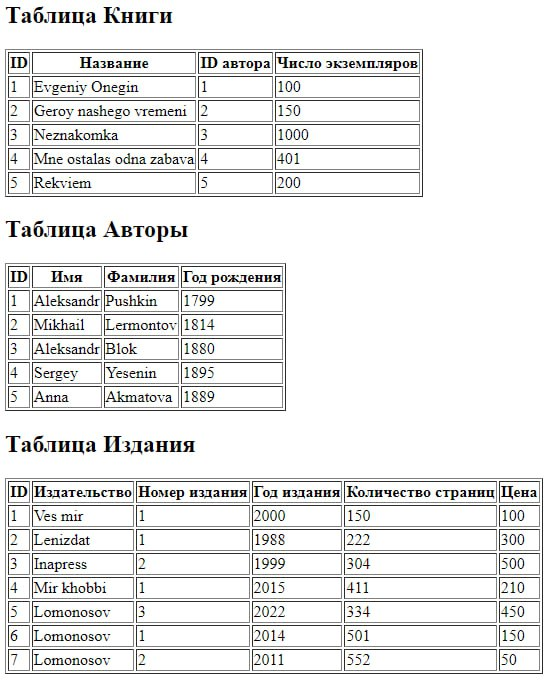 Таблица Книги
ID Название ID автора Число экземпляров
1 Evgeniy Onegin 1 100
2 Geroy nashego vremeni 2 150
3 Neznakomka 3 1000
4 Mne ostalas odna zabava 4 401
5 Rekviem 5 200
Таблица Авторы
ID Имя Фамилия Год рождения
1 Aleksandr Pushkin 1799
2 Mikhail Lermontov 1814
3 Aleksandr Blok 1880
4 Sergey Yesenin 1895
5 Anna Akmatova 1889
Таблица Издания
ID Издательство Номер издания Год издания Количество страниц Цена
1 Ves mir 1 2000 150 100
2 Lenizdat 1 1988 222 300
3 Inapress 2 1999 304 500
4 Mir khobbi 1 2015 411 210
5 Lomonosov 3 2022 334 450
6 Lomonosov 1 2014 501 150
7 Lomonosov 2 2011 552 50